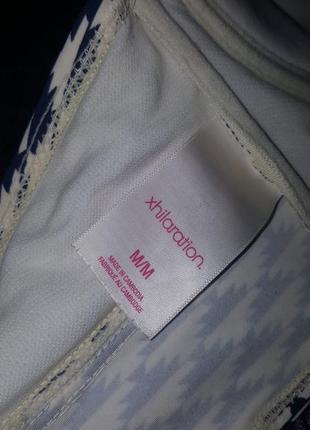 xhilaration.
M/M
MADE IN CAMBODIA
FABRIQUÉ AU CAMBODGE